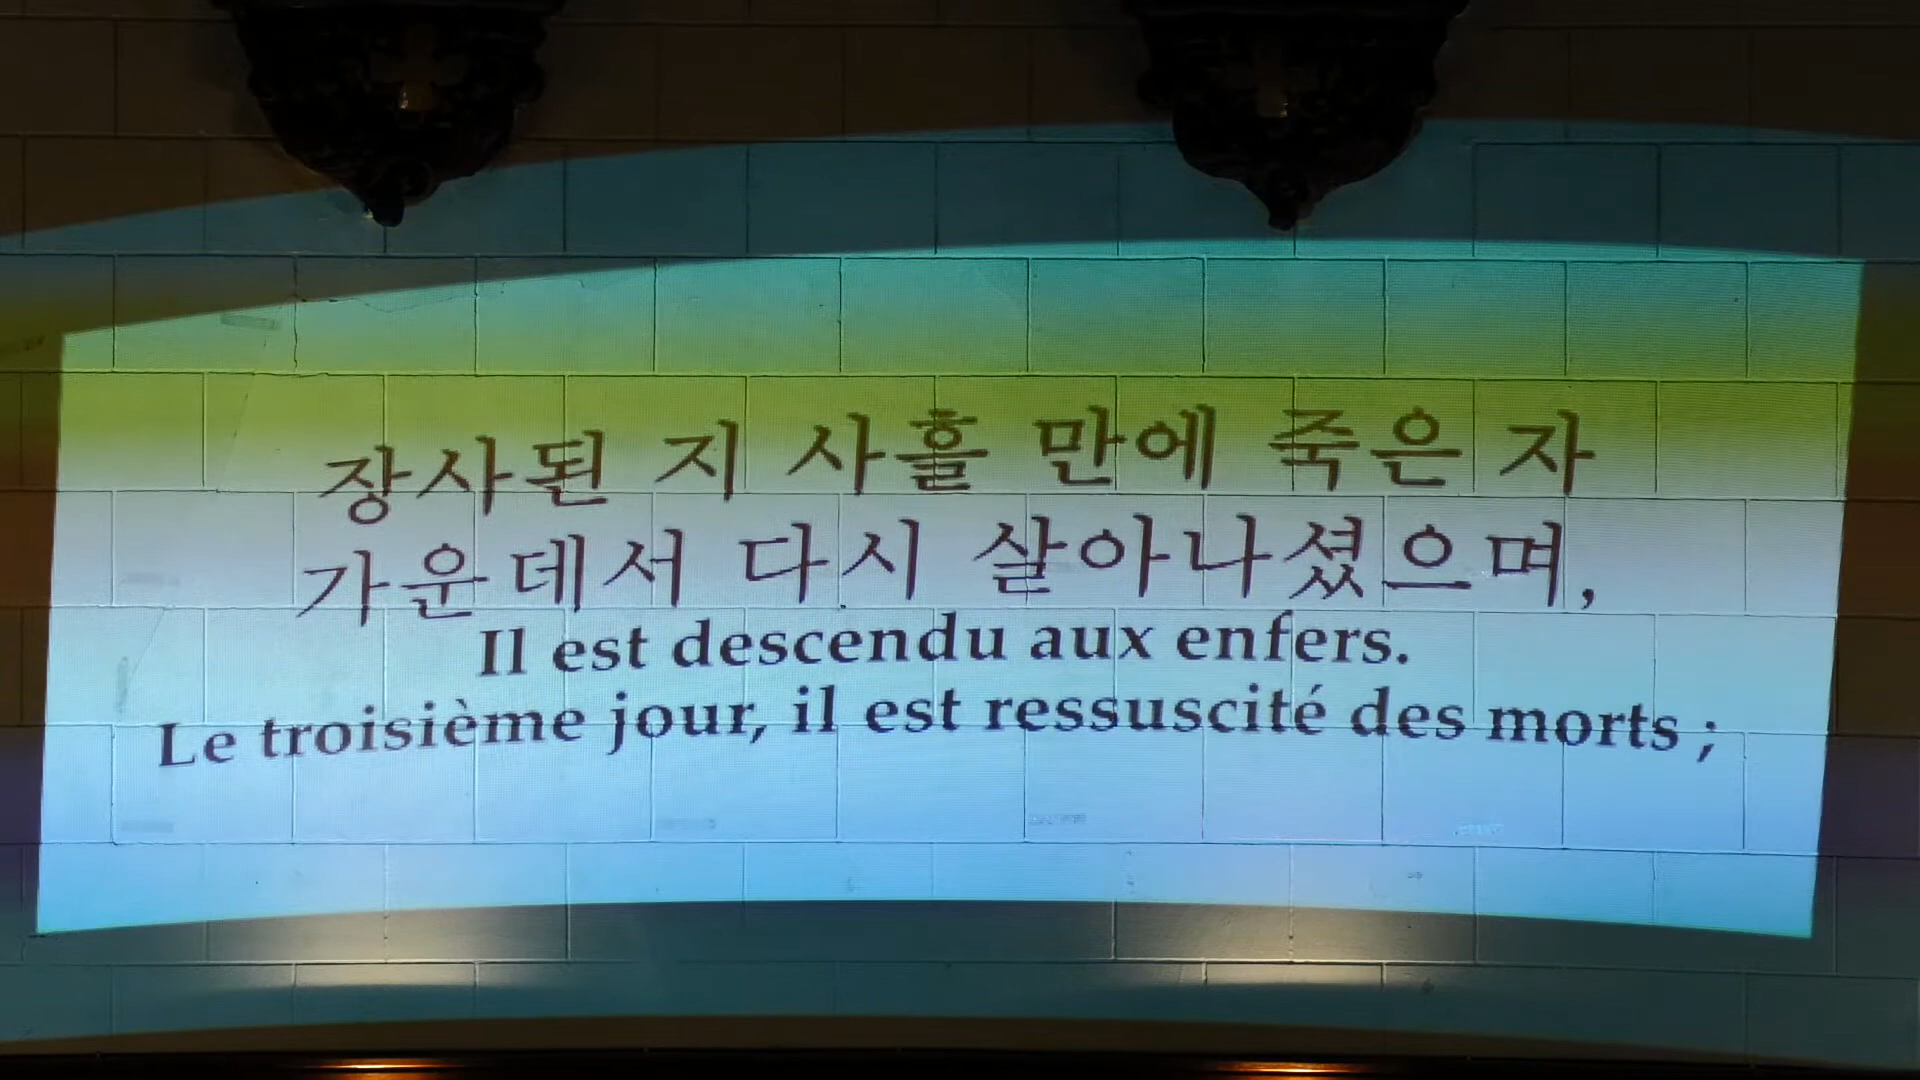 장사된 지 사흘 만에 죽은 자
가운데서 다시 살아나셨으며,
Il est descendu aux enfers.
Le troisième jour, il est ressuscité des morts ;